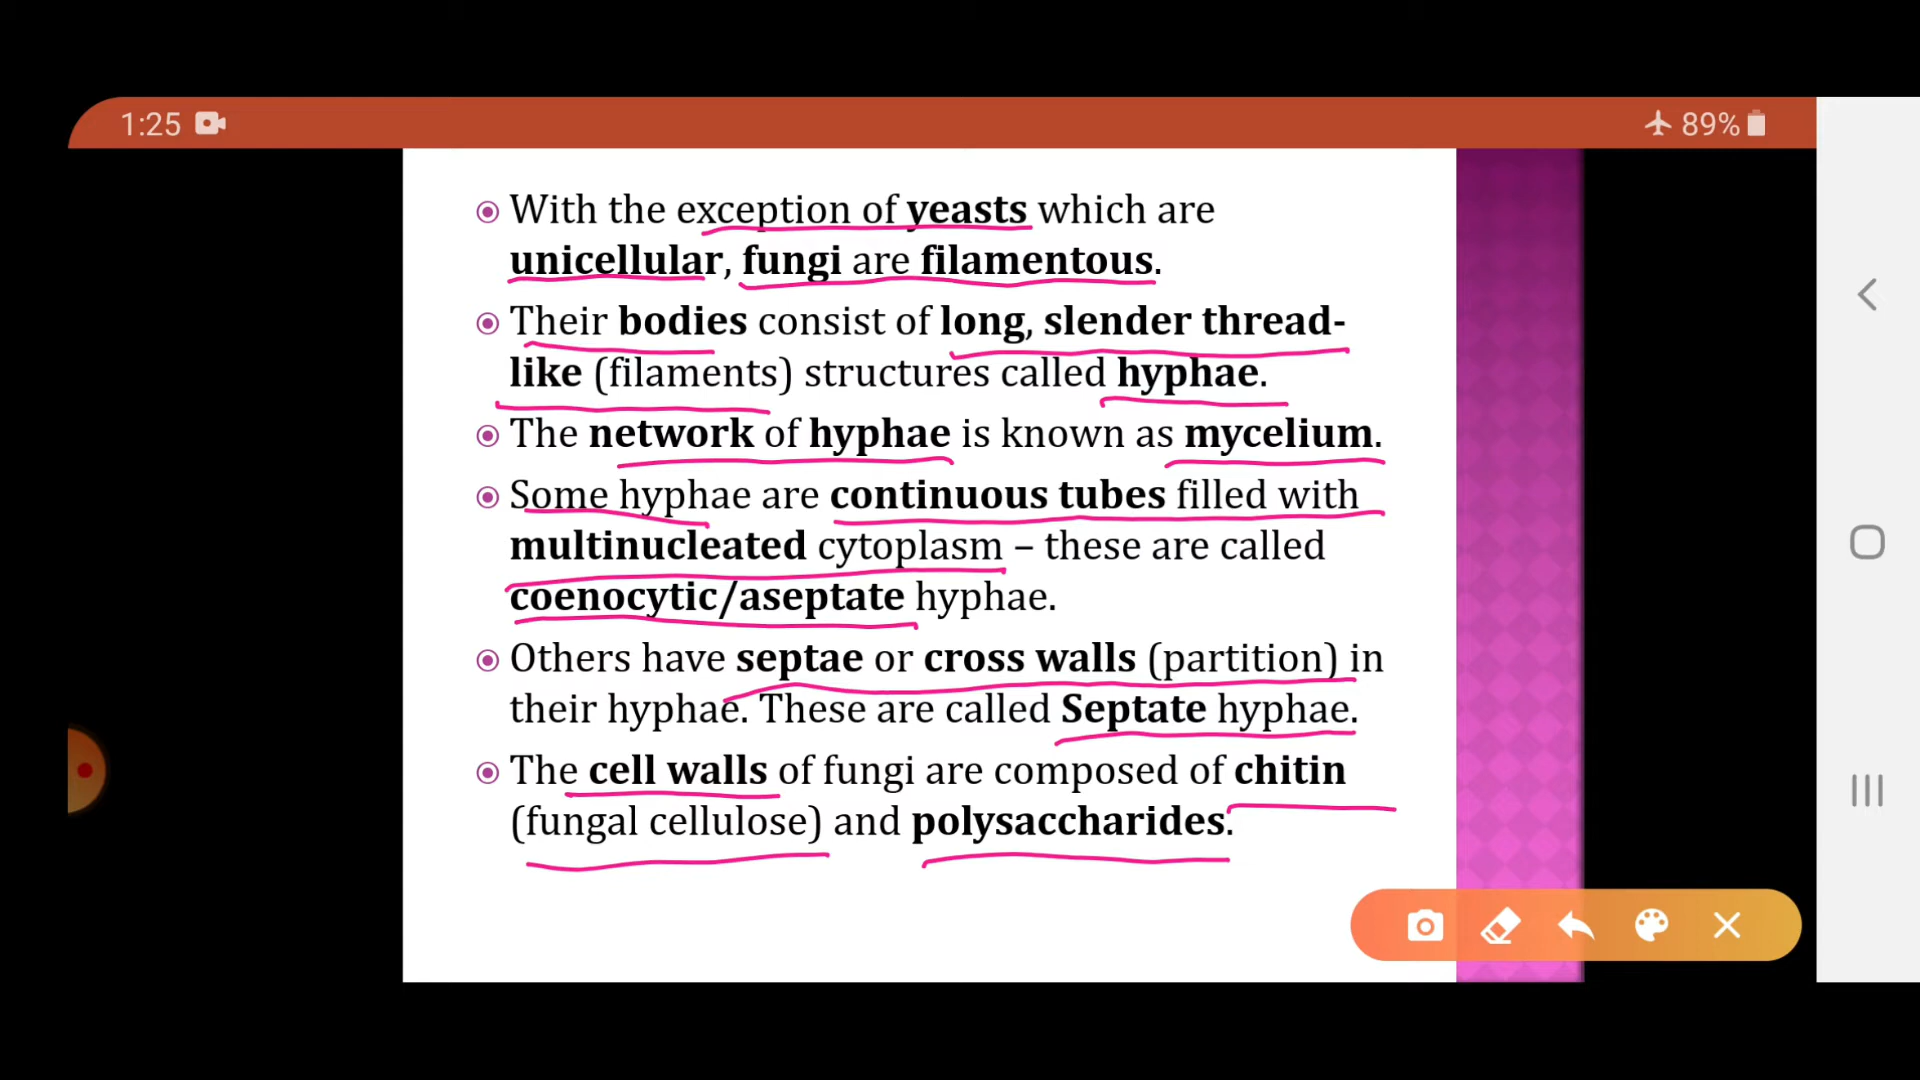 1:25
89%
With the exception of yeasts which are
unicellular, fungi are filamentous.
Their bodies consist of long, slender thread-
like (filaments) structures called hyphae.
The network of hyphae is known as mycelium.
Some hyphae are continuous tubes filled with
multinucleated cytoplasm – these are called
coenocytic/aseptate hyphae.
Others have septae or cross walls (partition) in
their hyphae. These are called Septate hyphae.
The cell walls of fungi are composed of chitin
(fungal cellulose) and polysaccharides.